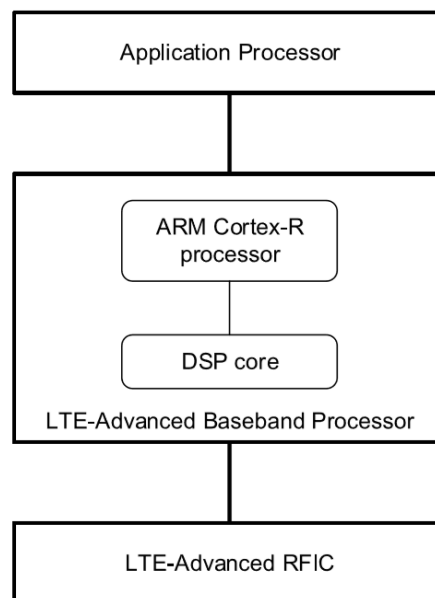 Application Processor
ARM Cortex-R
processor
DSP core
LTE-Advanced Baseband Processor
LTE-Advanced RFIC